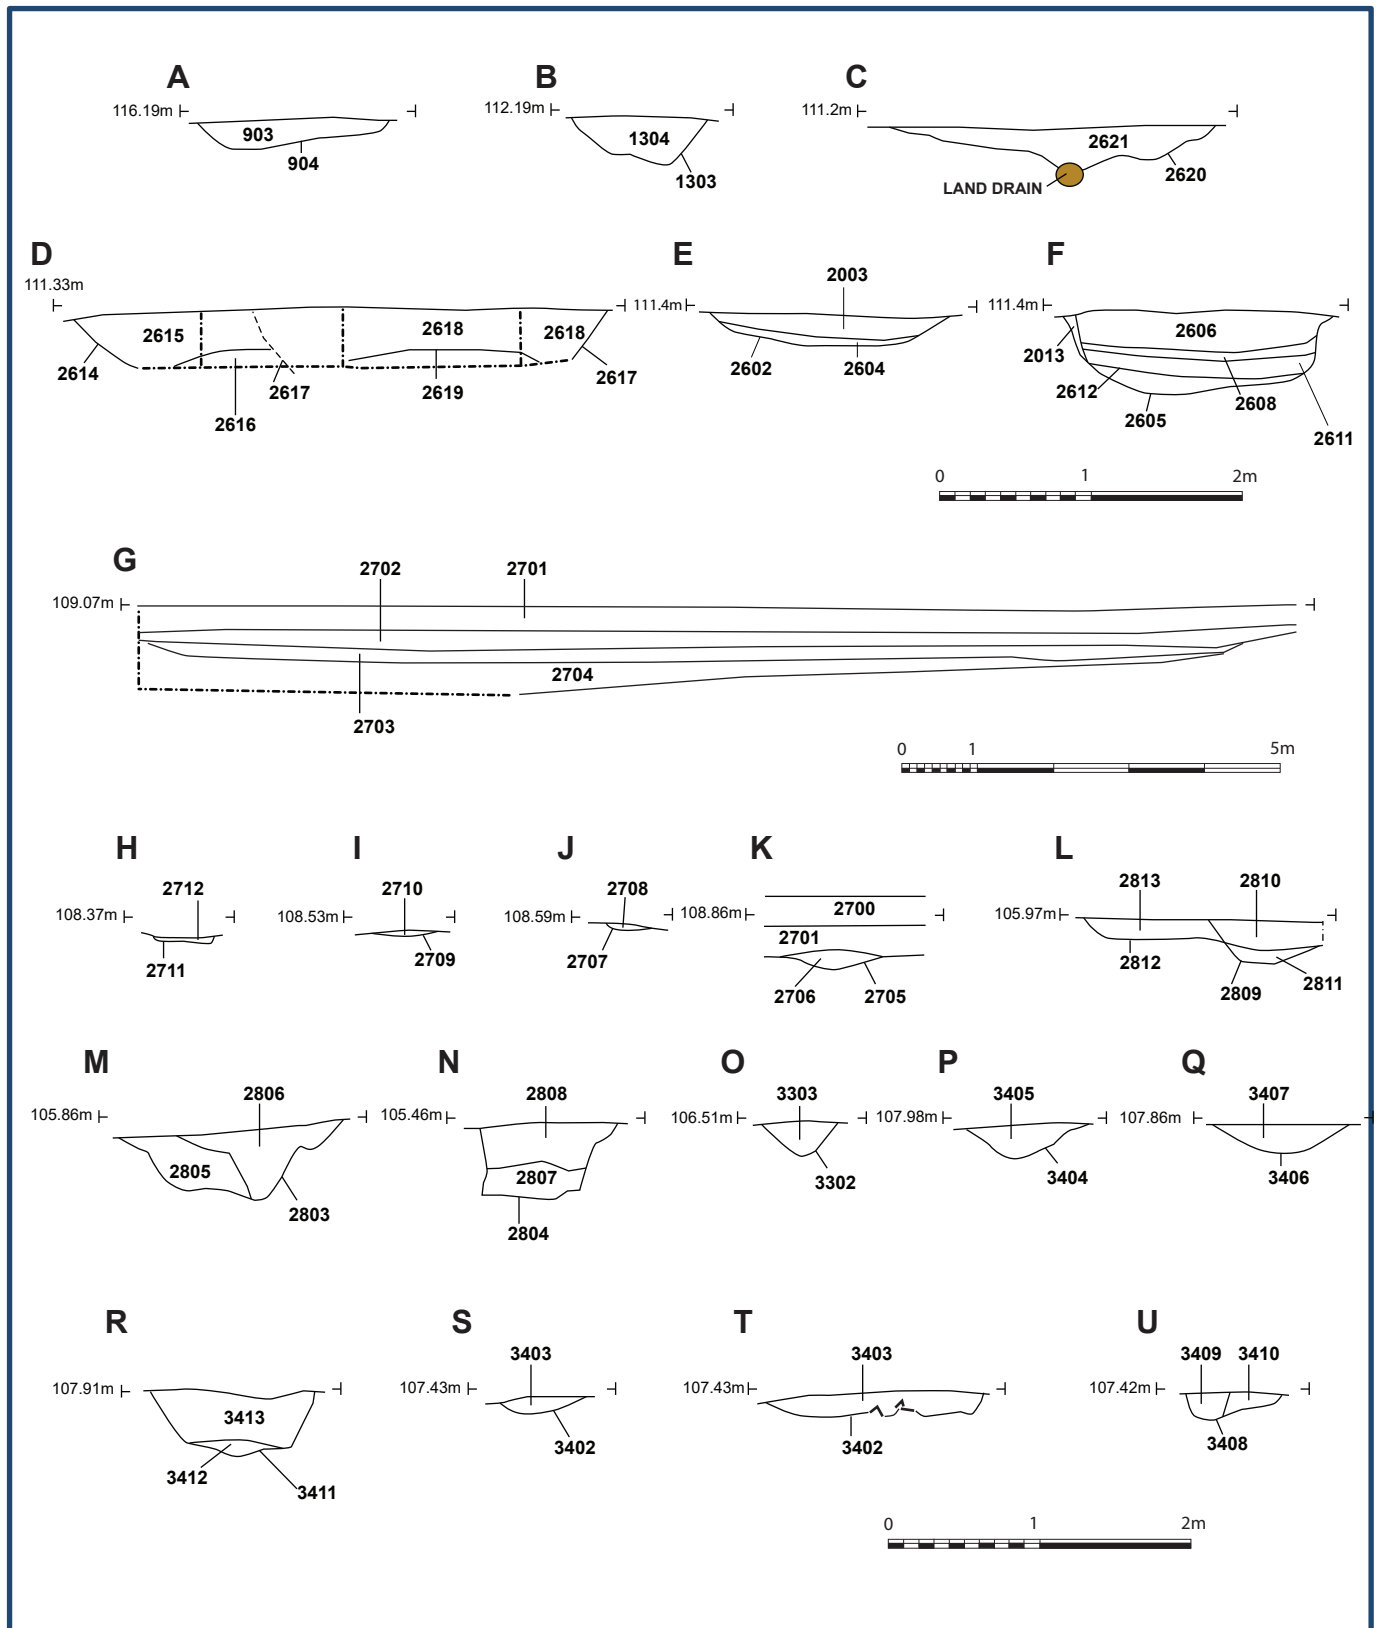 A
B
C
116.19m
112.19m
111.2m
903
904
1304
1303
2621
2620
LAND DRAIN
D
E
F
111.33m
111.4m
111.4m
2615
2618
2618
2614
2617
2619
2617
2616
2003
2602
2604
2606
2013
2612
2608
2605
2611
0 1 2m
G
2702
2701
109.07m
2704
2703
0 1 5m
H
I
J
K
L
2712
108.37m
2711
2710
108.53m
2709
2708
108.59m
2707
108.86m
2700
2701
2706
2705
2813
2810
105.97m
2812
2809
2811
M
N
O
P
Q
2806
105.86m
2805
2803
2808
105.46m
2807
2804
3303
106.51m
3302
3405
107.98m
3404
3407
107.86m
3406
R
S
T
U
107.91m
3413
3412
3411
3403
107.43m
3402
3403
107.43m
3402
3409 3410
107.42m
3408
0 1 2m